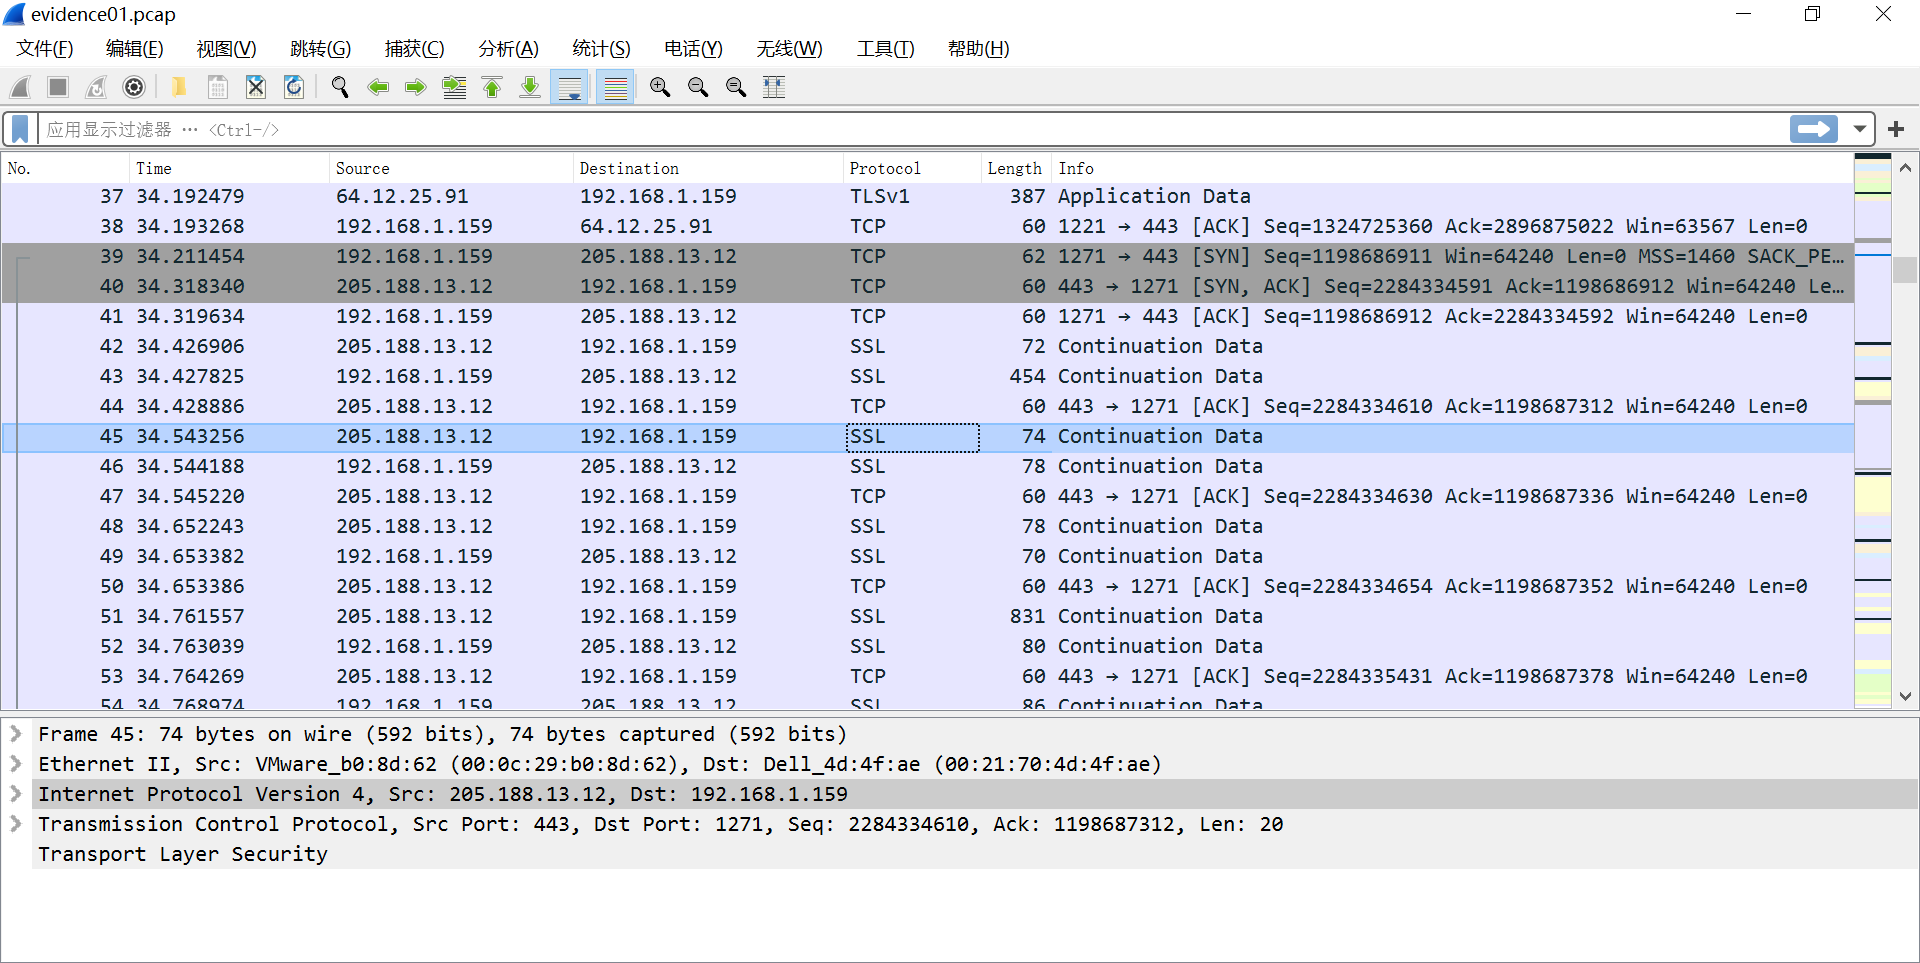 evidence01.pcap
文件(F) 编辑(E) 视图(V) 跳转(G) 捕获(C) 分析(A) 统计(S) 电话(Y) 无线(W) 工具(T) 帮助(H)
应用显示过滤器 … <Ctrl-/>
No. Time Source Destination Protocol Length Info
37 34.192479 64.12.25.91 192.168.1.159 TLSv1 387 Application Data
38 34.193268 192.168.1.159 64.12.25.91 TCP 60 1221 → 443 [ACK] Seq=1324725360 Ack=2896875022 Win=63567 Len=0
39 34.211454 192.168.1.159 205.188.13.12 TCP 62 1271 → 443 [SYN] Seq=1198686911 Win=64240 Len=0 MSS=1460 SACK_PE…
40 34.318340 205.188.13.12 192.168.1.159 TCP 60 443 → 1271 [SYN, ACK] Seq=2284334591 Ack=1198686912 Win=64240 Le…
41 34.319634 192.168.1.159 205.188.13.12 TCP 60 1271 → 443 [ACK] Seq=1198686912 Ack=2284334592 Win=64240 Len=0
42 34.426906 205.188.13.12 192.168.1.159 SSL 72 Continuation Data
43 34.427825 192.168.1.159 205.188.13.12 SSL 454 Continuation Data
44 34.428886 205.188.13.12 192.168.1.159 TCP 60 443 → 1271 [ACK] Seq=2284334610 Ack=1198687312 Win=64240 Len=0
45 34.543256 205.188.13.12 192.168.1.159 SSL 74 Continuation Data
46 34.544188 192.168.1.159 205.188.13.12 SSL 78 Continuation Data
47 34.545220 205.188.13.12 192.168.1.159 TCP 60 443 → 1271 [ACK] Seq=2284334630 Ack=1198687336 Win=64240 Len=0
48 34.652243 205.188.13.12 192.168.1.159 SSL 78 Continuation Data
49 34.653382 192.168.1.159 205.188.13.12 SSL 70 Continuation Data
50 34.653386 205.188.13.12 192.168.1.159 TCP 60 443 → 1271 [ACK] Seq=2284334654 Ack=1198687352 Win=64240 Len=0
51 34.761557 205.188.13.12 192.168.1.159 SSL 831 Continuation Data
52 34.763039 192.168.1.159 205.188.13.12 SSL 80 Continuation Data
53 34.764269 205.188.13.12 192.168.1.159 TCP 60 443 → 1271 [ACK] Seq=2284335431 Ack=1198687378 Win=64240 Len=0
54 34.768974 192.168.1.159 205.188.13.12 SSL 86 Continuation Data
Frame 45: 74 bytes on wire (592 bits), 74 bytes captured (592 bits)
Ethernet II, Src: VMware_b0:8d:62 (00:0c:29:b0:8d:62), Dst: Dell_4d:4f:ae (00:21:70:4d:4f:ae)
Internet Protocol Version 4, Src: 205.188.13.12, Dst: 192.168.1.159
Transmission Control Protocol, Src Port: 443, Dst Port: 1271, Seq: 2284334610, Ack: 1198687312, Len: 20
Transport Layer Security